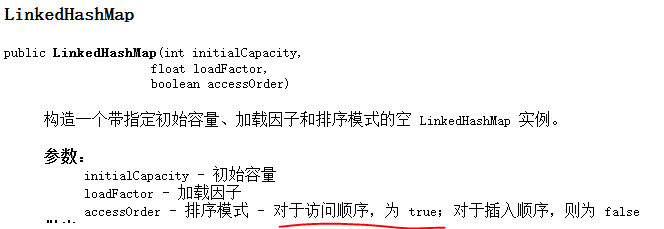 LinkedHashMap
public LinkedHashMap(int initialCapacity,
float loadFactor,
boolean accessOrder)
构造一个带指定初始容量、加载因子和排序模式的空 LinkedHashMap 实例。
参数：
initialCapacity - 初始容量
loadFactor - 加载因子
accessOrder - 排序模式 - 对于访问顺序，为 true；对于插入顺序，则为 false